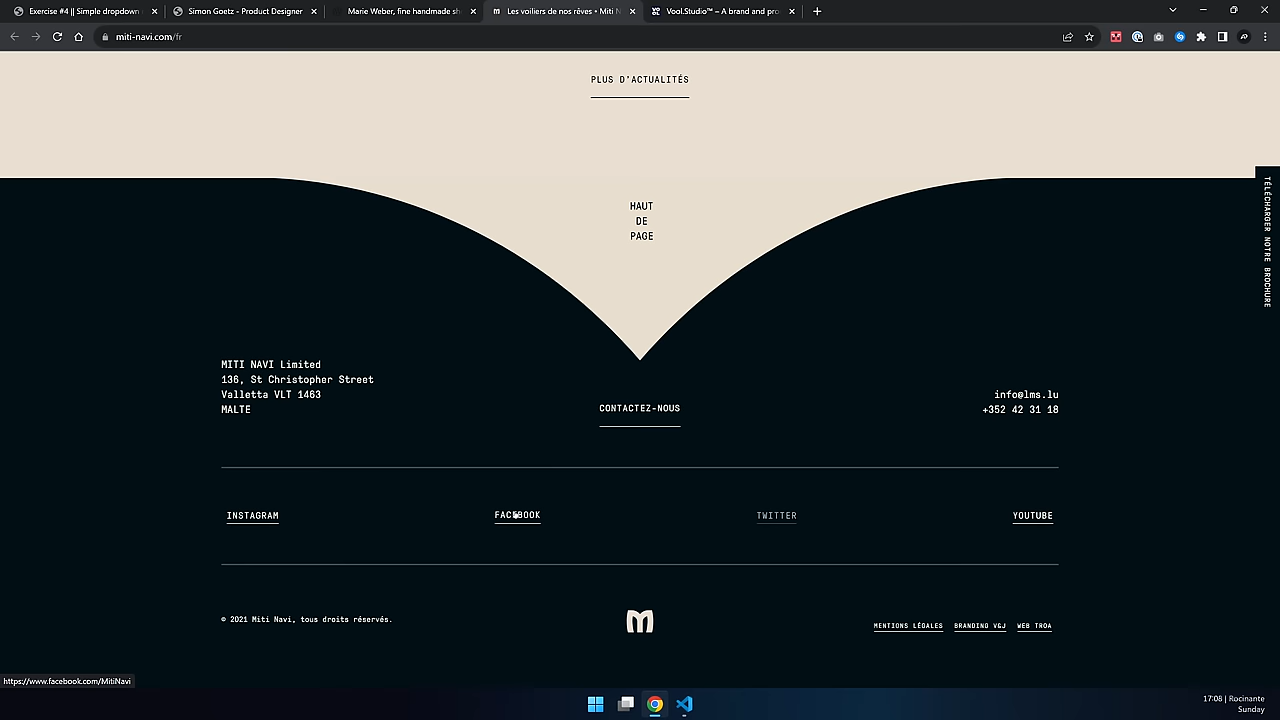 Exercise #4 || Simple dropdown
Simon Goetz - Product Designer
Marie Weber, fine handmade sh
Les voiliers de nos rêves • Miti N
Vool.Studio™ – A brand and pro
miti-navi.com/fr
PLUS D'ACTUALITÉS
HAUT
DE
PAGE
TÉLÉCHARGER NOTRE BROCHURE
MITI NAVI Limited
136, St Christopher Street
Valletta VLT 1463
MALTE
CONTACTEZ-NOUS
info@lms.lu
+352 42 31 18
INSTAGRAM
FACEBOOK
TWITTER
YOUTUBE
© 2021 Miti Navi, tous droits réservés.
m
MENTIONS LÉGALES
BRANDING VGJ
WEB TROA
https://www.facebook.com/MitiNavi
17:08 | Rocinante
Sunday